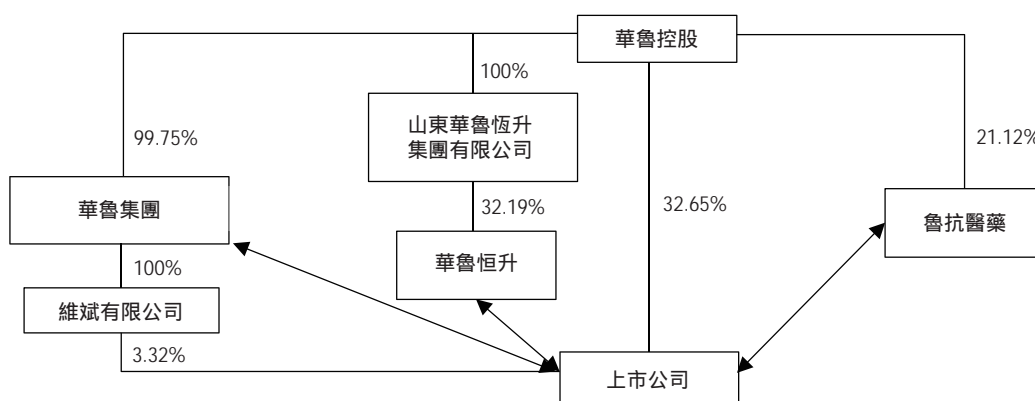 華魯控股
100%
山東華魯恆升
集團有限公司
99.75%
21.12%
華魯集團
32.19%
32.65%
魯抗醫藥
華魯恒升
100%
維斌有限公司
3.32%
上市公司